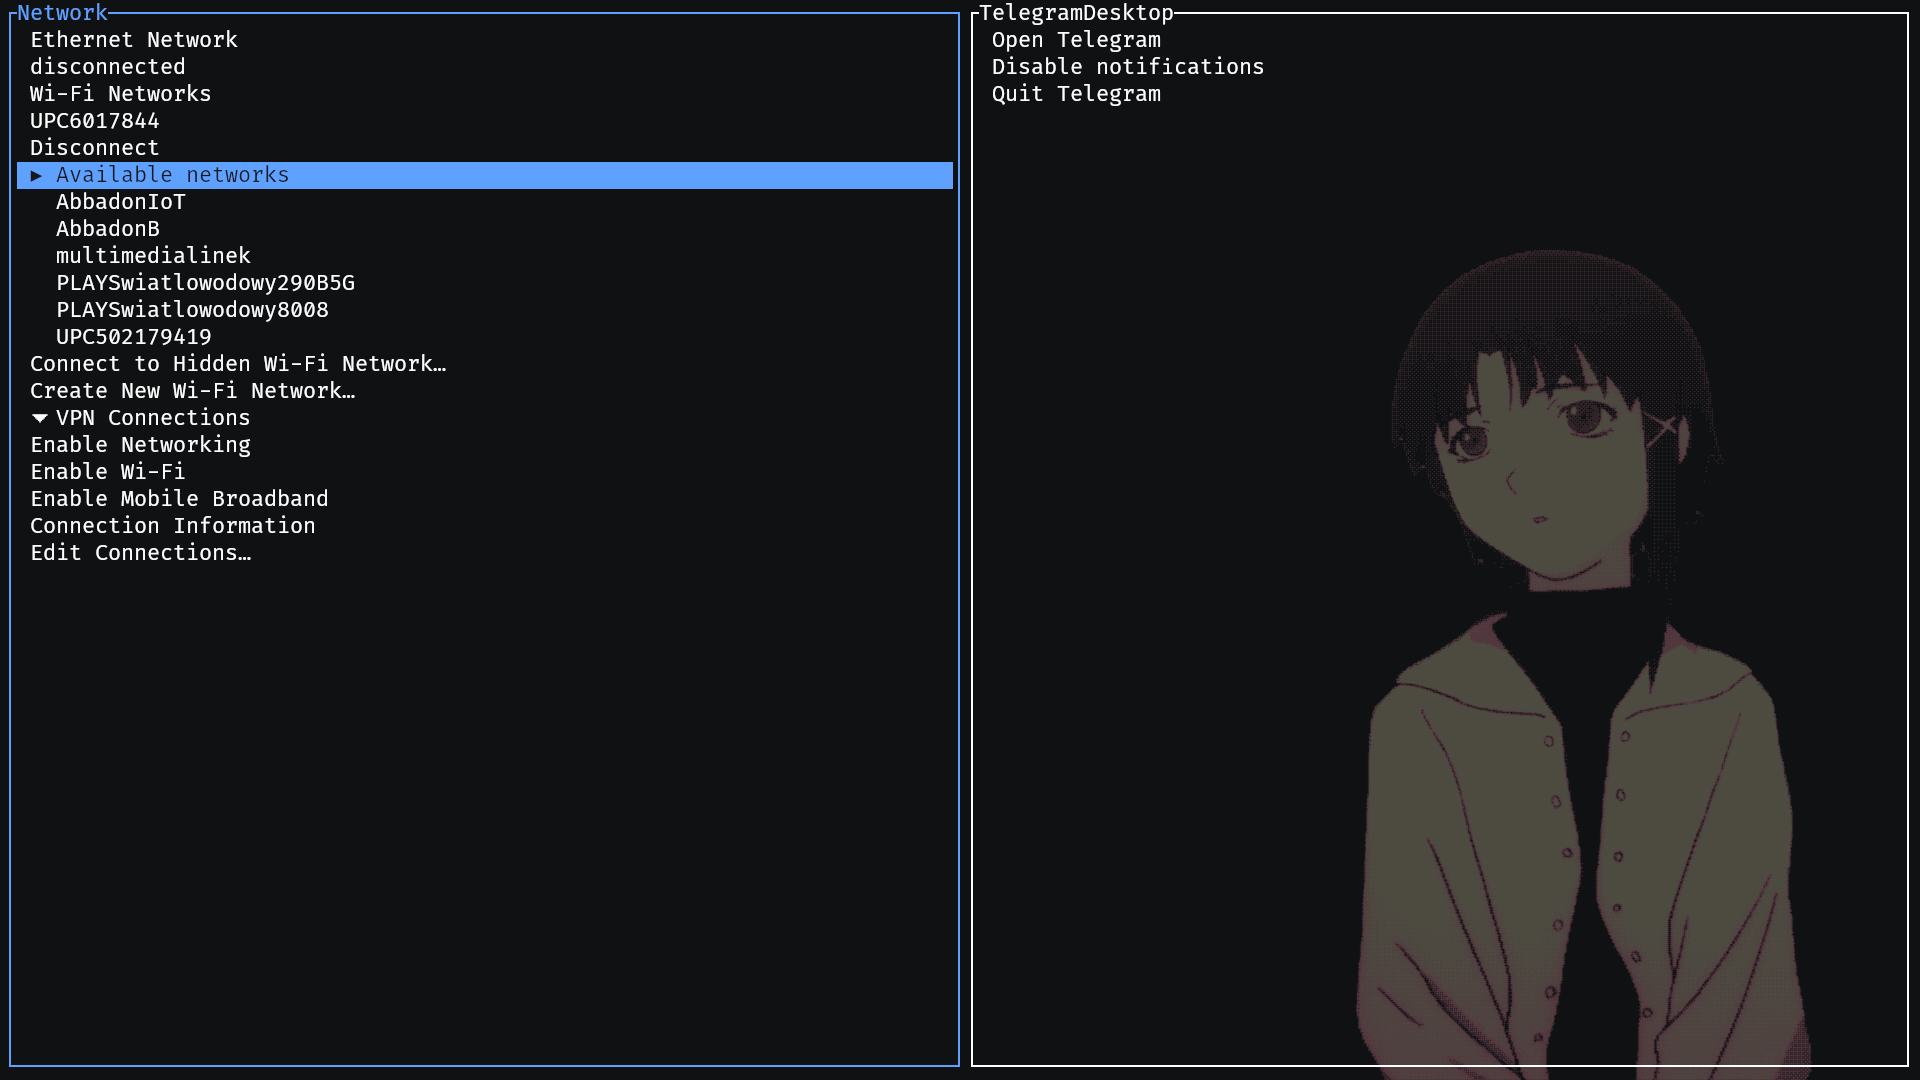 Network
Ethernet Network
disconnected
Wi-Fi Networks
UPC6017844
Disconnect
▶ Available networks
AbbadonIoT
AbbadonB
multimedialinek
PLAYSwiatlowodowy290B5G
PLAYSwiatlowodowy8008
UPC502179419
Connect to Hidden Wi-Fi Network…
Create New Wi-Fi Network…
▼ VPN Connections
Enable Networking
Enable Wi-Fi
Enable Mobile Broadband
Connection Information
Edit Connections…
TelegramDesktop
Open Telegram
Disable notifications
Quit Telegram